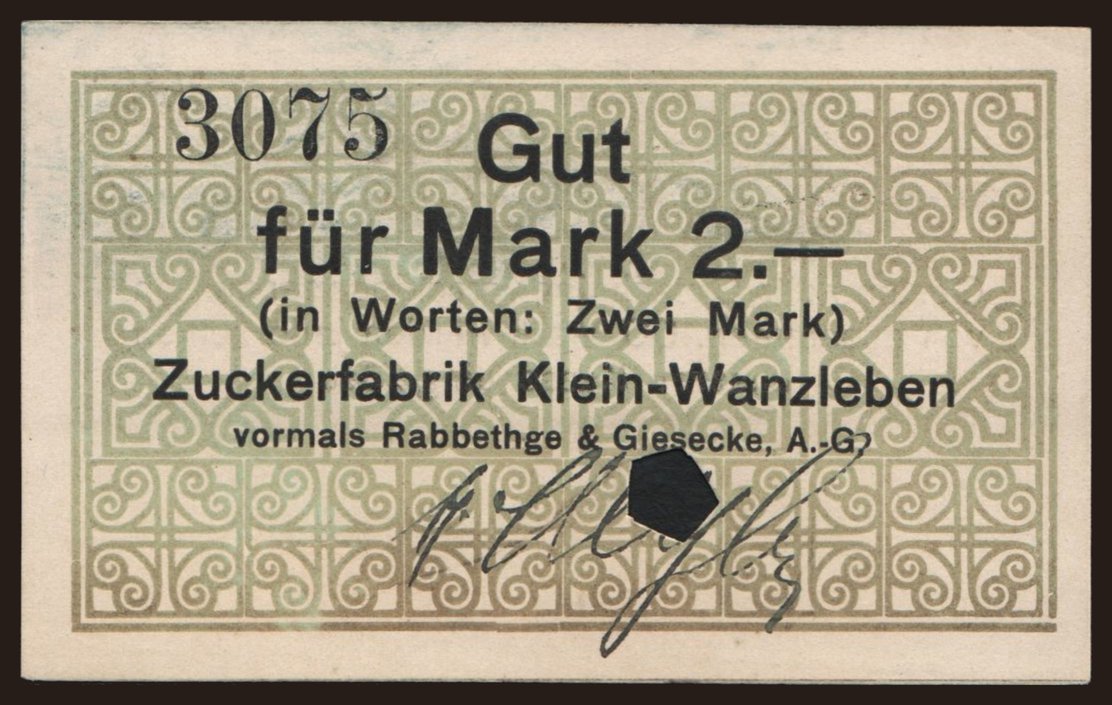 3075
Gut
für Mark 2.—
(in Worten: Zwei Mark)
Zuckerfabrik Klein-Wanzleben
vormals Rabbethge & Giesecke, A.-G.